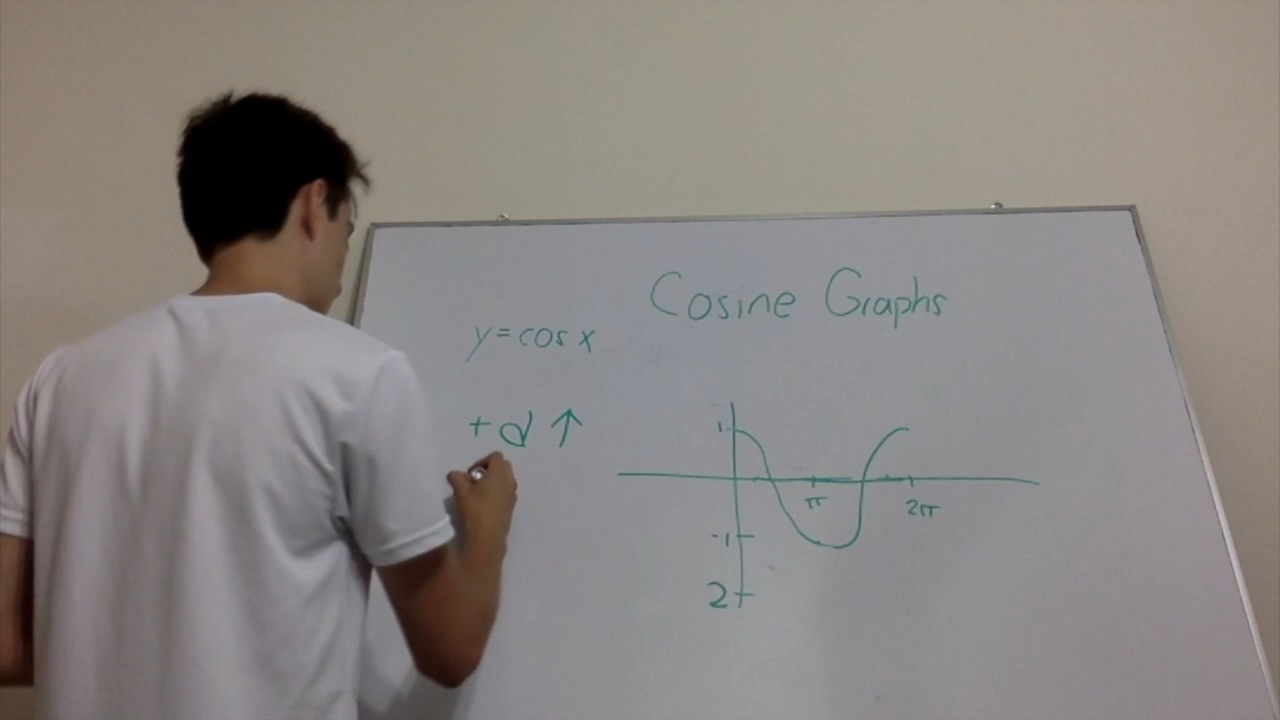 Cosine Graphs
y = cos x
+ d ↑
1
π
2π
-1
2